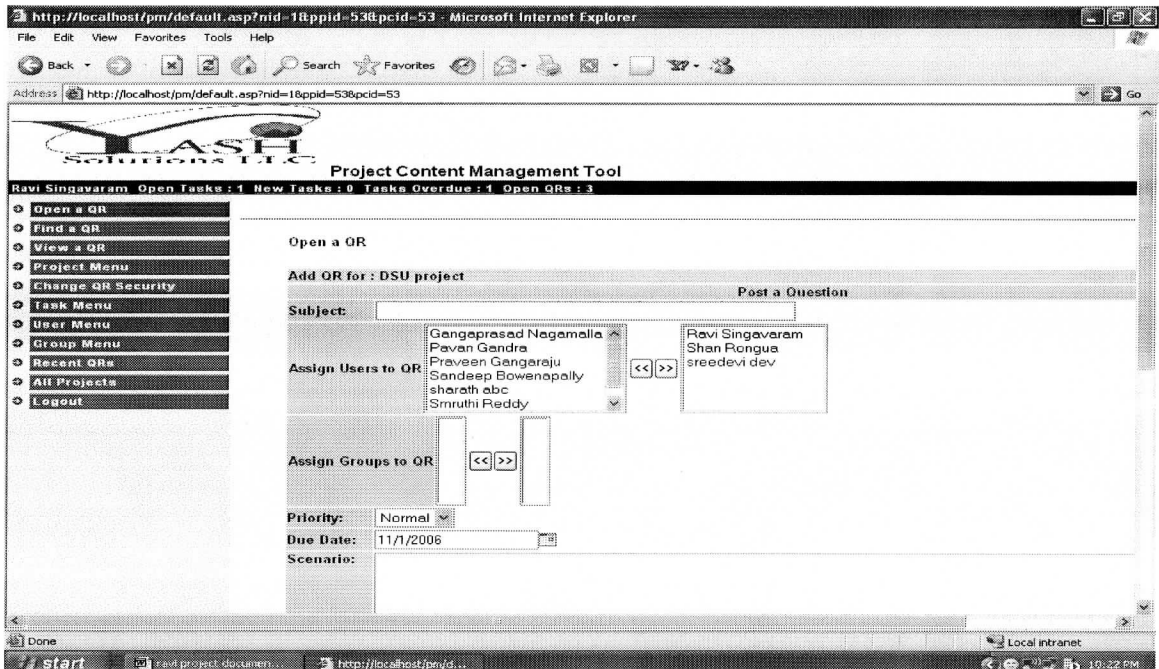 http://localhost/pm/default.asp?nid=1&ppid=53&pcid=53 - Microsoft Internet Explorer
File Edit View Favorites Tools Help
Back Search Favorites
Address http://localhost/pm/default.asp?nid=1&ppid=53&pcid=53 Go
YASH
Solutions LLC
Project Content Management Tool
Ravi Singavaram Open Tasks : 1 New Tasks : 0 Tasks Overdue : 1 Open QRs : 3
Open a QR
Find a QR
View a QR
Project Menu
Change QR Security
Task Menu
User Menu
Group Menu
Recent QRs
All Projects
Logout
Open a QR
Add QR for : DSU project
Post a Question
Subject:
Assign Users to QR
Gangaprasad Nagamalla
Pavan Gandra
Praveen Gangaraju
Sandeep Bowenapally
sharath abc
Smruthi Reddy
<< >>
Ravi Singavaram
Shan Rongua
sreedevi dev
Assign Groups to QR << >>
Priority: Normal
Due Date: 11/1/2006
Scenario:
Done Local intranet
start ravi project documen... http://localhost/pm/d... 10:22 PM